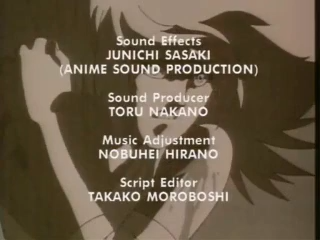 Sound Effects
JUNICHI SASAKI
(ANIME SOUND PRODUCTION)
Sound Producer
TORU NAKANO
Music Adjustment
NOBUHEI HIRANO
Script Editor
TAKAKO MOROBOSHI